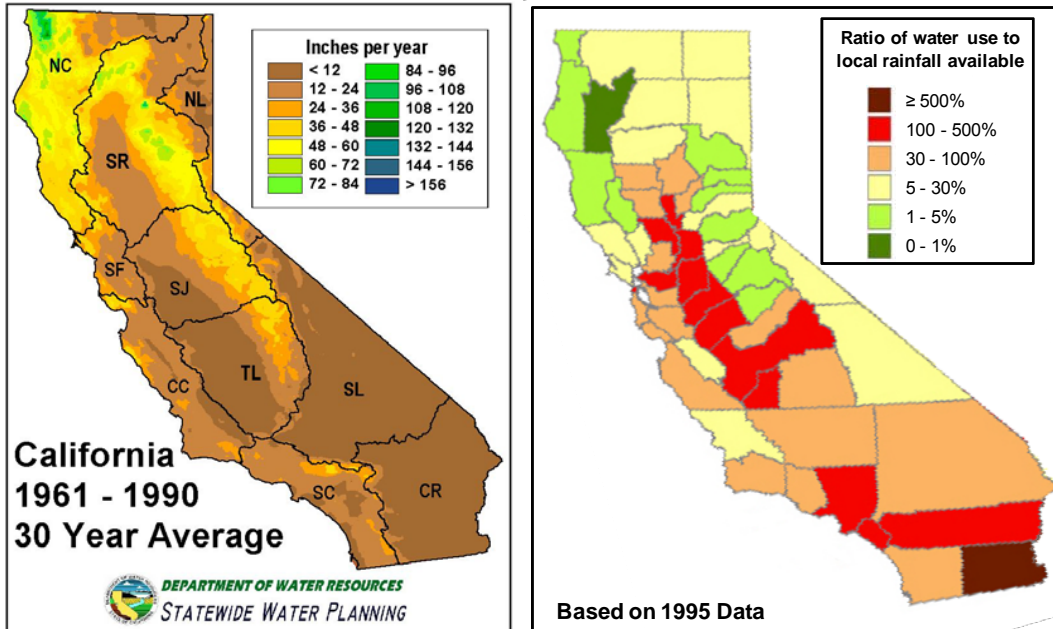 Inches per year
< 12
12 - 24
24 - 36
36 - 48
48 - 60
60 - 72
72 - 84
84 - 96
96 - 108
108 - 120
120 - 132
132 - 144
144 - 156
> 156
NC
NL
SR
SF
SJ
CC
TL
SL
SC
CR
California
1961 - 1990
30 Year Average
DEPARTMENT OF WATER RESOURCES
STATEWIDE WATER PLANNING
Ratio of water use to
local rainfall available
≥ 500%
100 - 500%
30 - 100%
5 - 30%
1 - 5%
0 - 1%
Based on 1995 Data